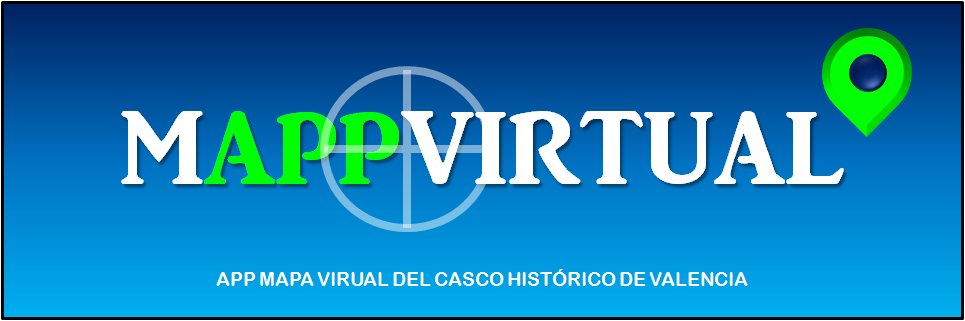 MAPPVIRTUAL
APP MAPA VIRUAL DEL CASCO HISTÓRICO DE VALENCIA